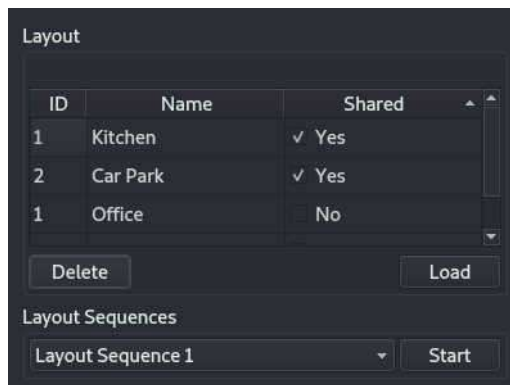 Layout
ID Name Shared
1 Kitchen ✓ Yes
2 Car Park ✓ Yes
1 Office No
Delete Load
Layout Sequences
Layout Sequence 1 Start